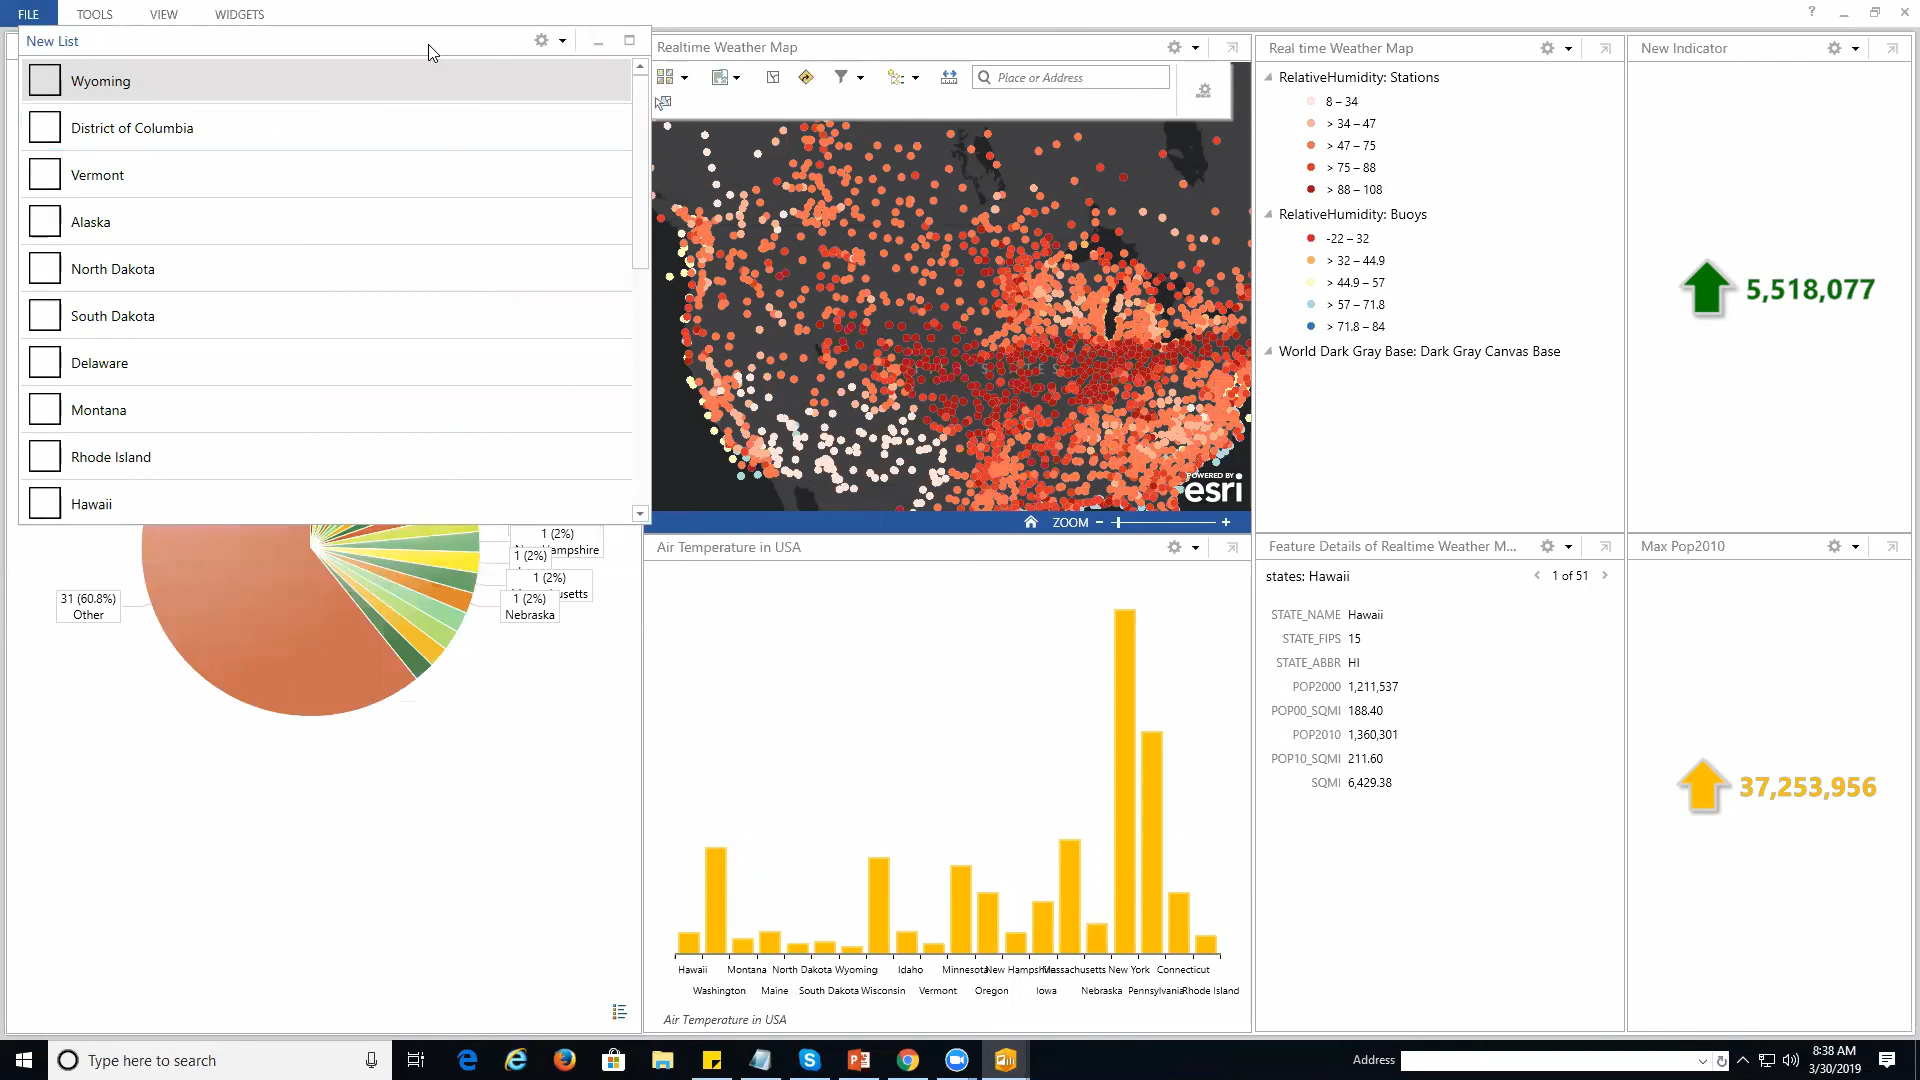 FILE
TOOLS
VIEW
WIDGETS
?
New List
Wyoming
District of Columbia
Vermont
Alaska
North Dakota
South Dakota
Delaware
Montana
Rhode Island
Hawaii
31 (60.8%)
Other
1 (2%)
1 (2%)
1 (2%)
1 (2%)
Nebraska
Realtime Weather Map
Place or Address
POWERED BY
esri
ZOOM
Real time Weather Map
RelativeHumidity: Stations
8 – 34
> 34 – 47
> 47 – 75
> 75 – 88
> 88 – 108
RelativeHumidity: Buoys
-22 – 32
> 32 – 44.9
> 44.9 – 57
> 57 – 71.8
> 71.8 – 84
World Dark Gray Base: Dark Gray Canvas Base
New Indicator
5,518,077
Air Temperature in USA
Hawaii
Montana
North Dakota
Wyoming
Idaho
Minnesota
New Hampshire
Massachusetts
New York
Connecticut
Washington
Maine
South Dakota
Wisconsin
Vermont
Oregon
Iowa
Nebraska
Pennsylvania
Rhode Island
Air Temperature in USA
Feature Details of Realtime Weather M...
states: Hawaii
1 of 51
STATE_NAME Hawaii
STATE_FIPS 15
STATE_ABBR HI
POP2000 1,211,537
POP00_SQMI 188.40
POP2010 1,360,301
POP10_SQMI 211.60
SQMI 6,429.38
Max Pop2010
37,253,956
Type here to search
Address
8:38 AM
3/30/2019